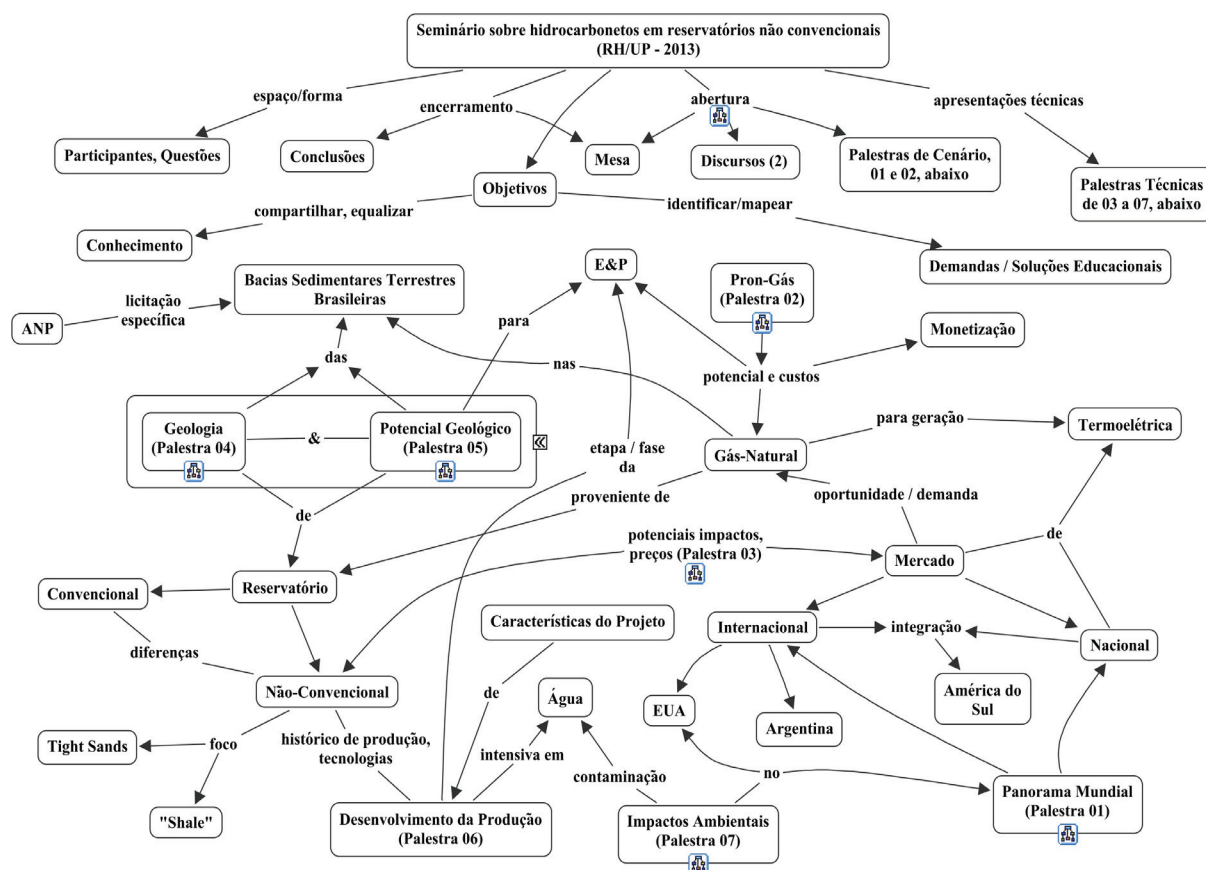 Seminário sobre hidrocarbonetos em reservatórios não convencionais
(RH/UP - 2013)
espaço/forma
encerramento
abertura
apresentações técnicas
Participantes, Questões
Conclusões
Mesa
Discursos (2)
Palestras de Cenário,
01 e 02, abaixo
Palestras Técnicas
de 03 a 07, abaixo
Objetivos
compartilhar, equalizar
identificar/mapear
Conhecimento
Demandas / Soluções Educacionais
E&P
Bacias Sedimentares Terrestres
Brasileiras
Pron-Gás
(Palestra 02)
ANP
licitação
específica
para
Monetização
das
nas
potencial e custos
Geologia
(Palestra 04)
&
Potencial Geológico
(Palestra 05)
etapa / fase
da
Gás-Natural
para geração
Termoelétrica
proveniente de
oportunidade / demanda
de
potenciais impactos,
preços (Palestra 03)
de
Mercado
Convencional
Reservatório
Características do Projeto
Internacional
integração
Nacional
diferenças
Não-Convencional
de
Água
EUA
Argentina
América do
Sul
Tight Sands
foco
histórico de produção,
tecnologias
intensiva em
contaminação
no
"Shale"
Desenvolvimento da Produção
(Palestra 06)
Impactos Ambientais
(Palestra 07)
Panorama Mundial
(Palestra 01)